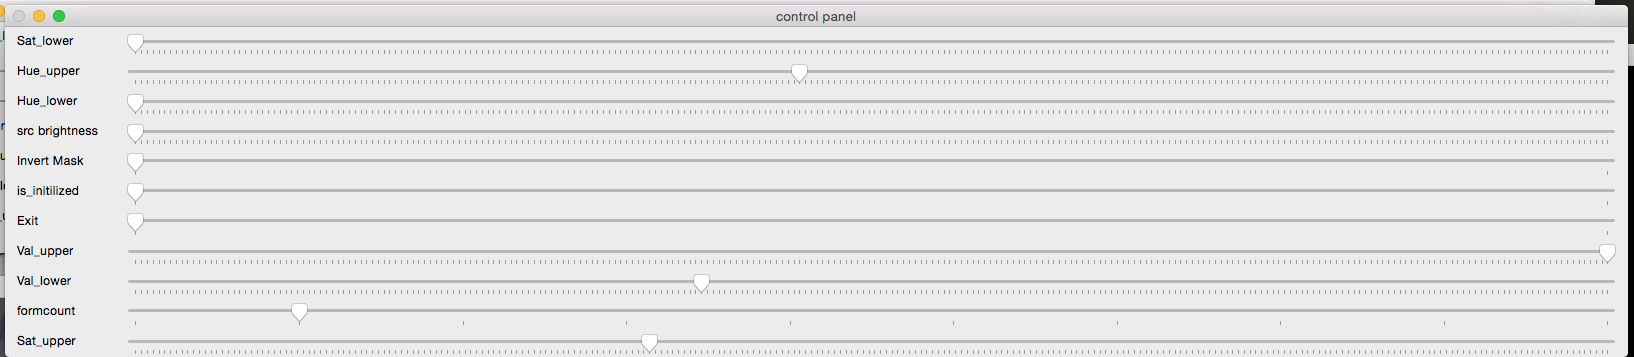 control panel
Sat_lower
Hue_upper
Hue_lower
src brightness
Invert Mask
is_initilized
Exit
Val_upper
Val_lower
formcount
Sat_upper